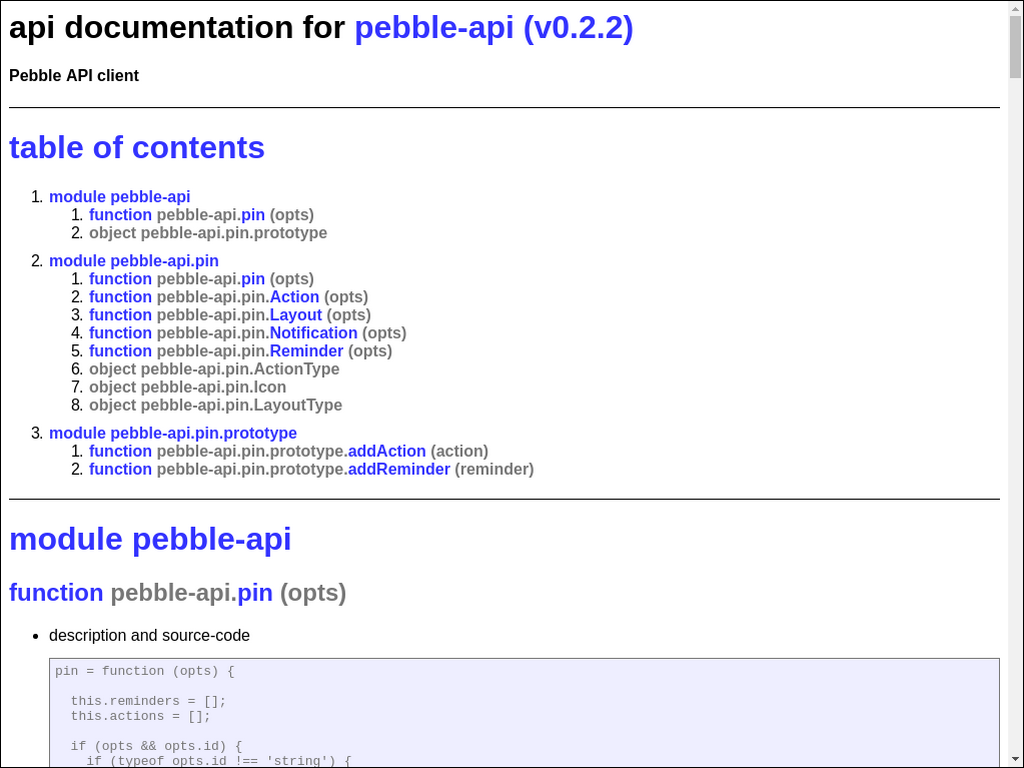 api documentation for pebble-api (v0.2.2)
Pebble API client
table of contents
1. module pebble-api
1. function pebble-api.pin (opts)
2. object pebble-api.pin.prototype
2. module pebble-api.pin
1. function pebble-api.pin (opts)
2. function pebble-api.pin.Action (opts)
3. function pebble-api.pin.Layout (opts)
4. function pebble-api.pin.Notification (opts)
5. function pebble-api.pin.Reminder (opts)
6. object pebble-api.pin.ActionType
7. object pebble-api.pin.Icon
8. object pebble-api.pin.LayoutType
3. module pebble-api.pin.prototype
1. function pebble-api.pin.prototype.addAction (action)
2. function pebble-api.pin.prototype.addReminder (reminder)
module pebble-api
function pebble-api.pin (opts)
• description and source-code
pin = function (opts) {
this.reminders = [];
this.actions = [];
if (opts && opts.id) {
if (typeof opts.id !== 'string') {